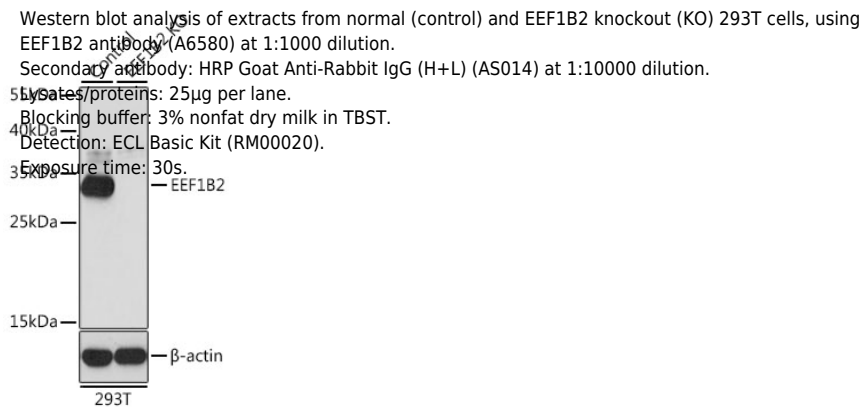 Western blot analysis of extracts from normal (control) and EEF1B2 knockout (KO) 293T cells, using
EEF1B2 antibody (A6580) at 1:1000 dilution.
Secondary antibody: HRP Goat Anti-Rabbit IgG (H+L) (AS014) at 1:10000 dilution.
Lysates/proteins: 25μg per lane.
Blocking buffer: 3% nonfat dry milk in TBST.
Detection: ECL Basic Kit (RM00020).
Exposure time: 30s.
Control
EEF1B2 KO
55kDa
40kDa
35kDa
EEF1B2
25kDa
15kDa
β-actin
293T